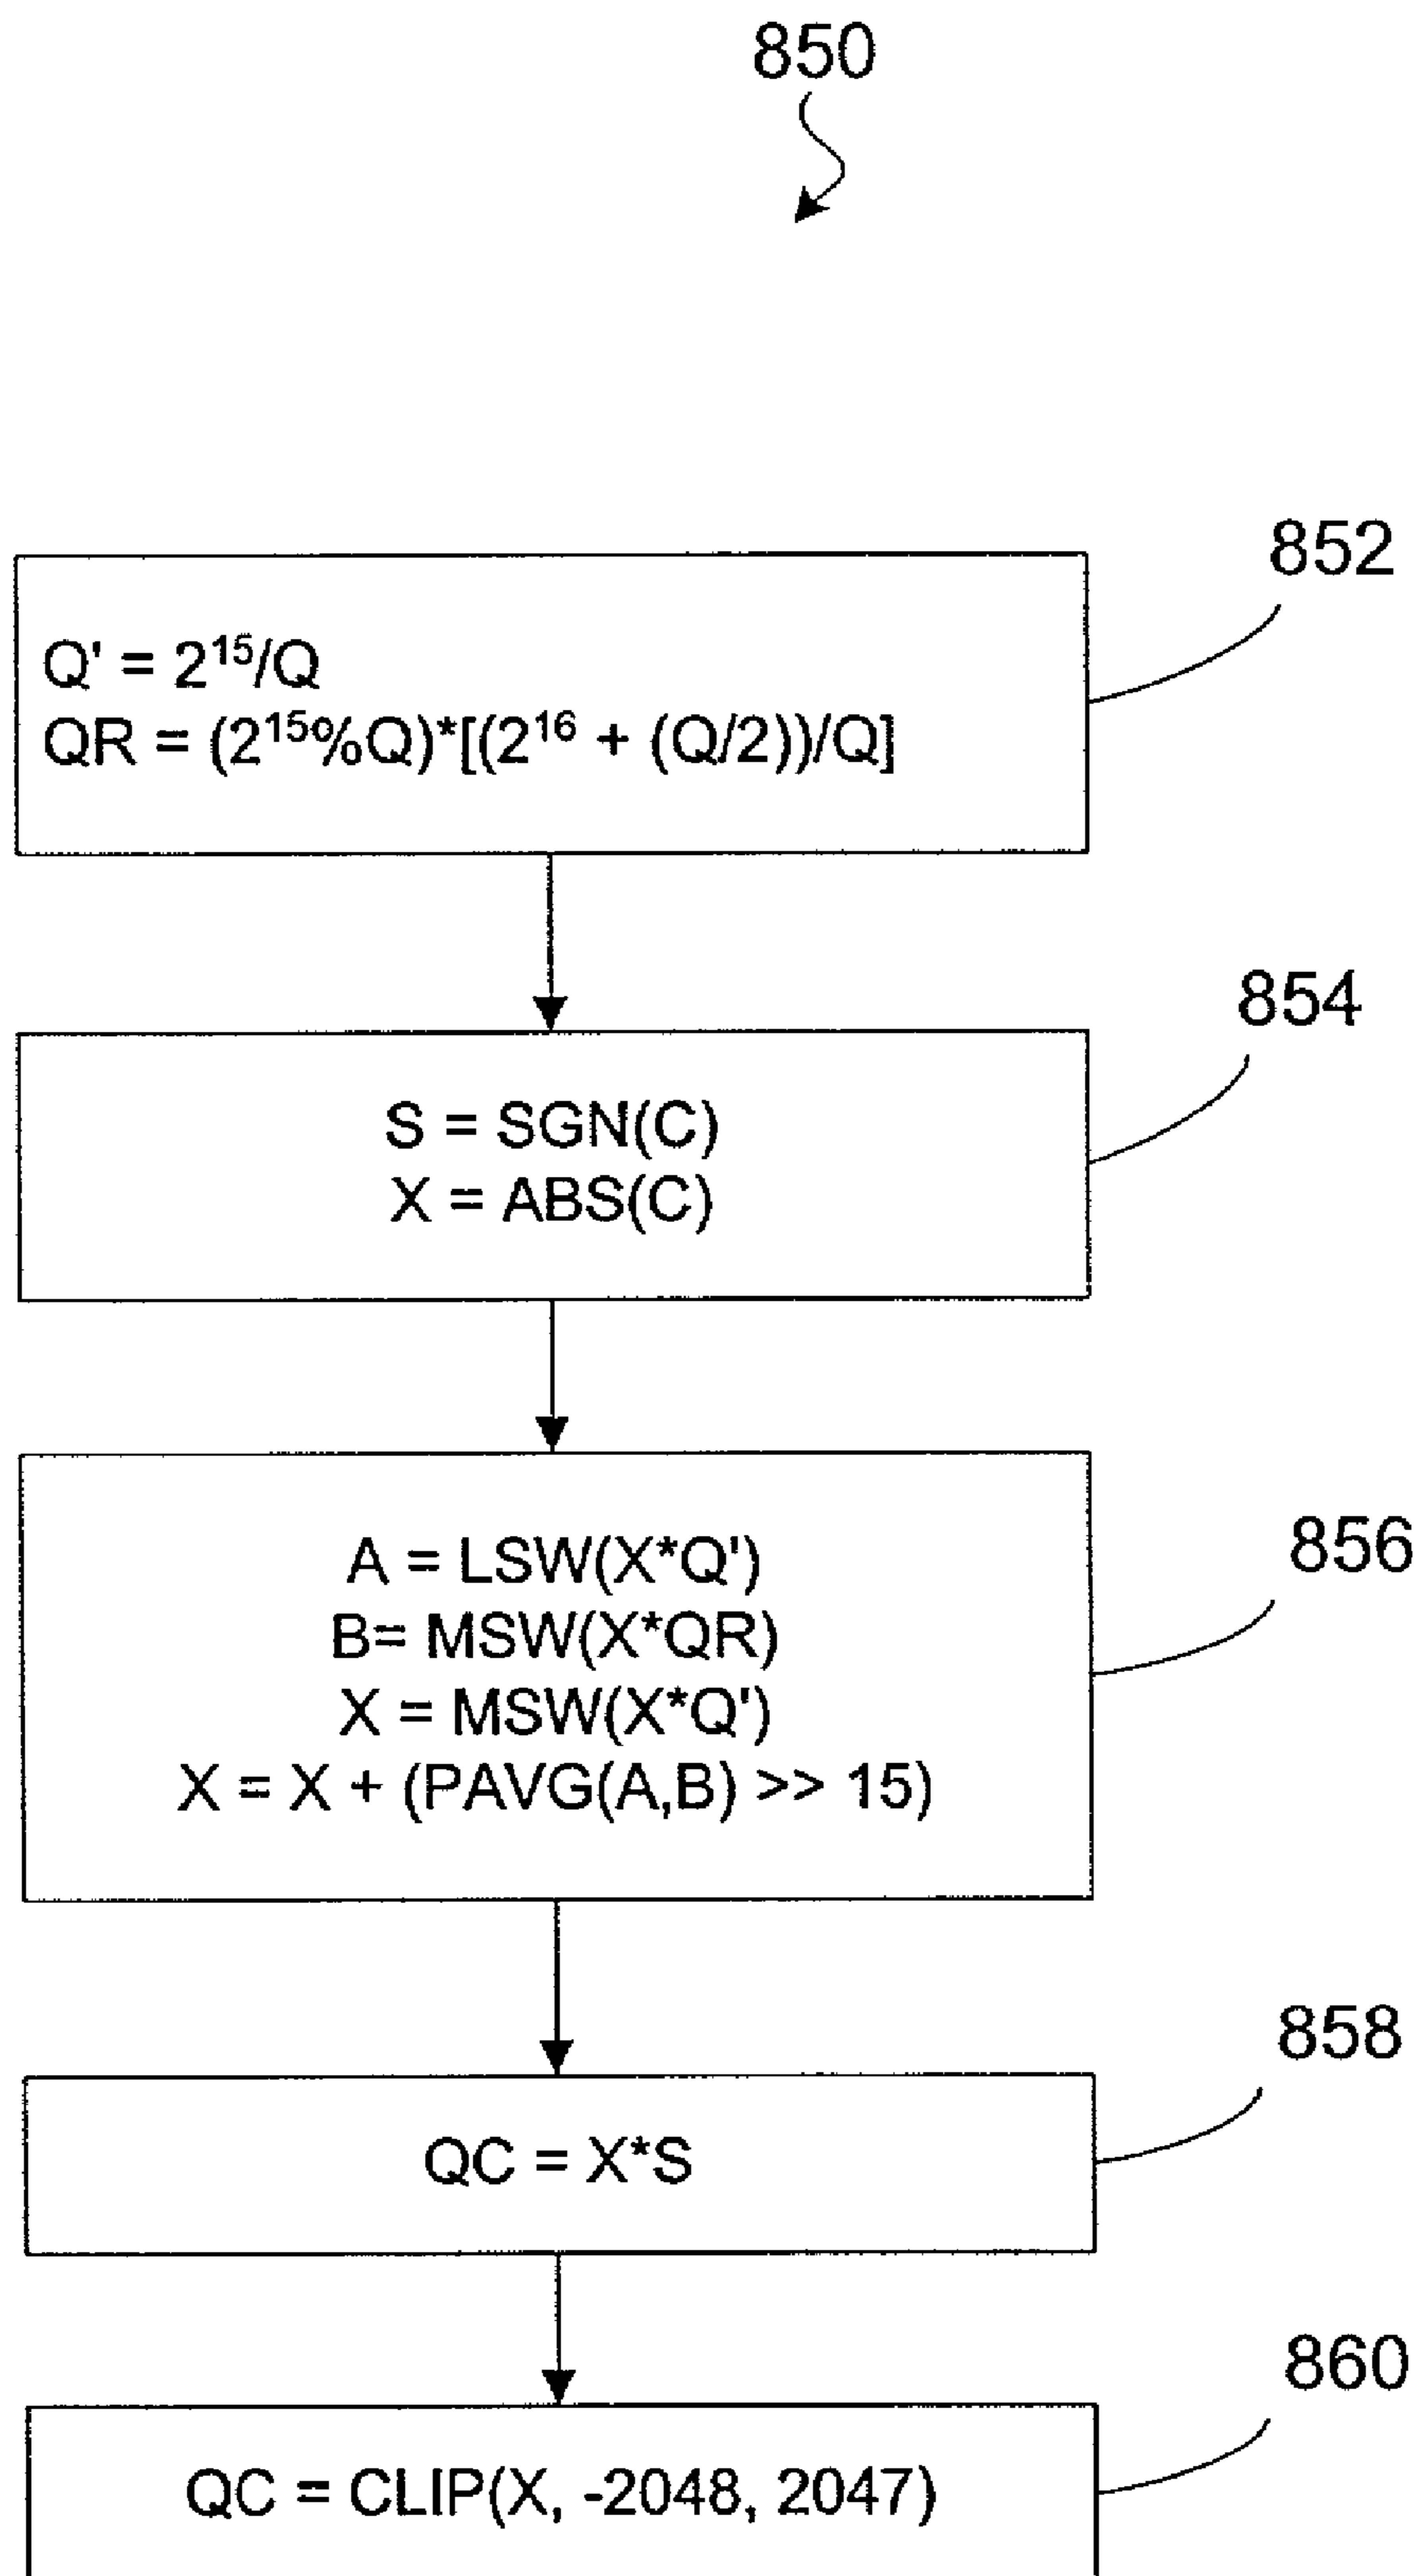 850
852
Q' = 2¹⁵/Q
QR = (2¹⁵%Q)*[(2¹⁶ + (Q/2))/Q]
854
S = SGN(C)
X = ABS(C)
856
A = LSW(X*Q')
B= MSW(X*QR)
X = MSW(X*Q')
X = X + (PAVG(A,B) >> 15)
858
QC = X*S
860
QC = CLIP(X, -2048, 2047)